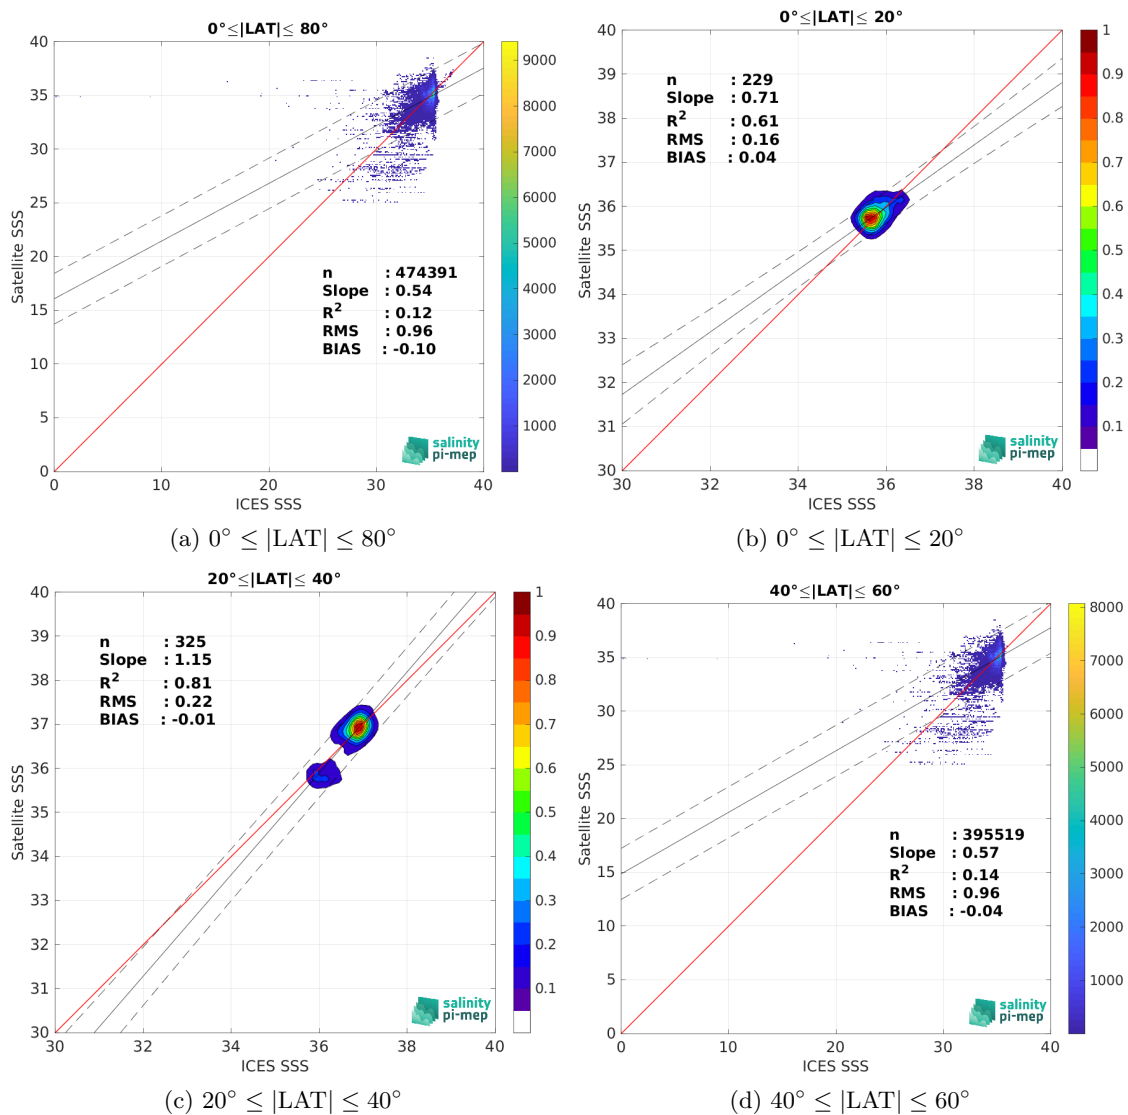 0°≤|LAT|≤ 80°
40
35
30
25
20
15
10
5
0
0
10
20
30
40
Satellite SSS
ICES SSS
n : 474391
Slope : 0.54
R² : 0.12
RMS : 0.96
BIAS : -0.10
salinity
pi-mep
9000
8000
7000
6000
5000
4000
3000
2000
1000
(a) 0° ≤ |LAT| ≤ 80°
0°≤|LAT|≤ 20°
40
39
38
37
36
35
34
33
32
31
30
30
32
34
36
38
40
Satellite SSS
ICES SSS
n : 229
Slope : 0.71
R² : 0.61
RMS : 0.16
BIAS : 0.04
salinity
pi-mep
1
0.9
0.8
0.7
0.6
0.5
0.4
0.3
0.2
0.1
(b) 0° ≤ |LAT| ≤ 20°
20°≤|LAT|≤ 40°
40
39
38
37
36
35
34
33
32
31
30
30
32
34
36
38
40
Satellite SSS
ICES SSS
n : 325
Slope : 1.15
R² : 0.81
RMS : 0.22
BIAS : -0.01
salinity
pi-mep
1
0.9
0.8
0.7
0.6
0.5
0.4
0.3
0.2
0.1
(c) 20° ≤ |LAT| ≤ 40°
40°≤|LAT|≤ 60°
40
35
30
25
20
15
10
5
0
0
10
20
30
40
Satellite SSS
ICES SSS
n : 395519
Slope : 0.57
R² : 0.14
RMS : 0.96
BIAS : -0.04
salinity
pi-mep
8000
7000
6000
5000
4000
3000
2000
1000
(d) 40° ≤ |LAT| ≤ 60°